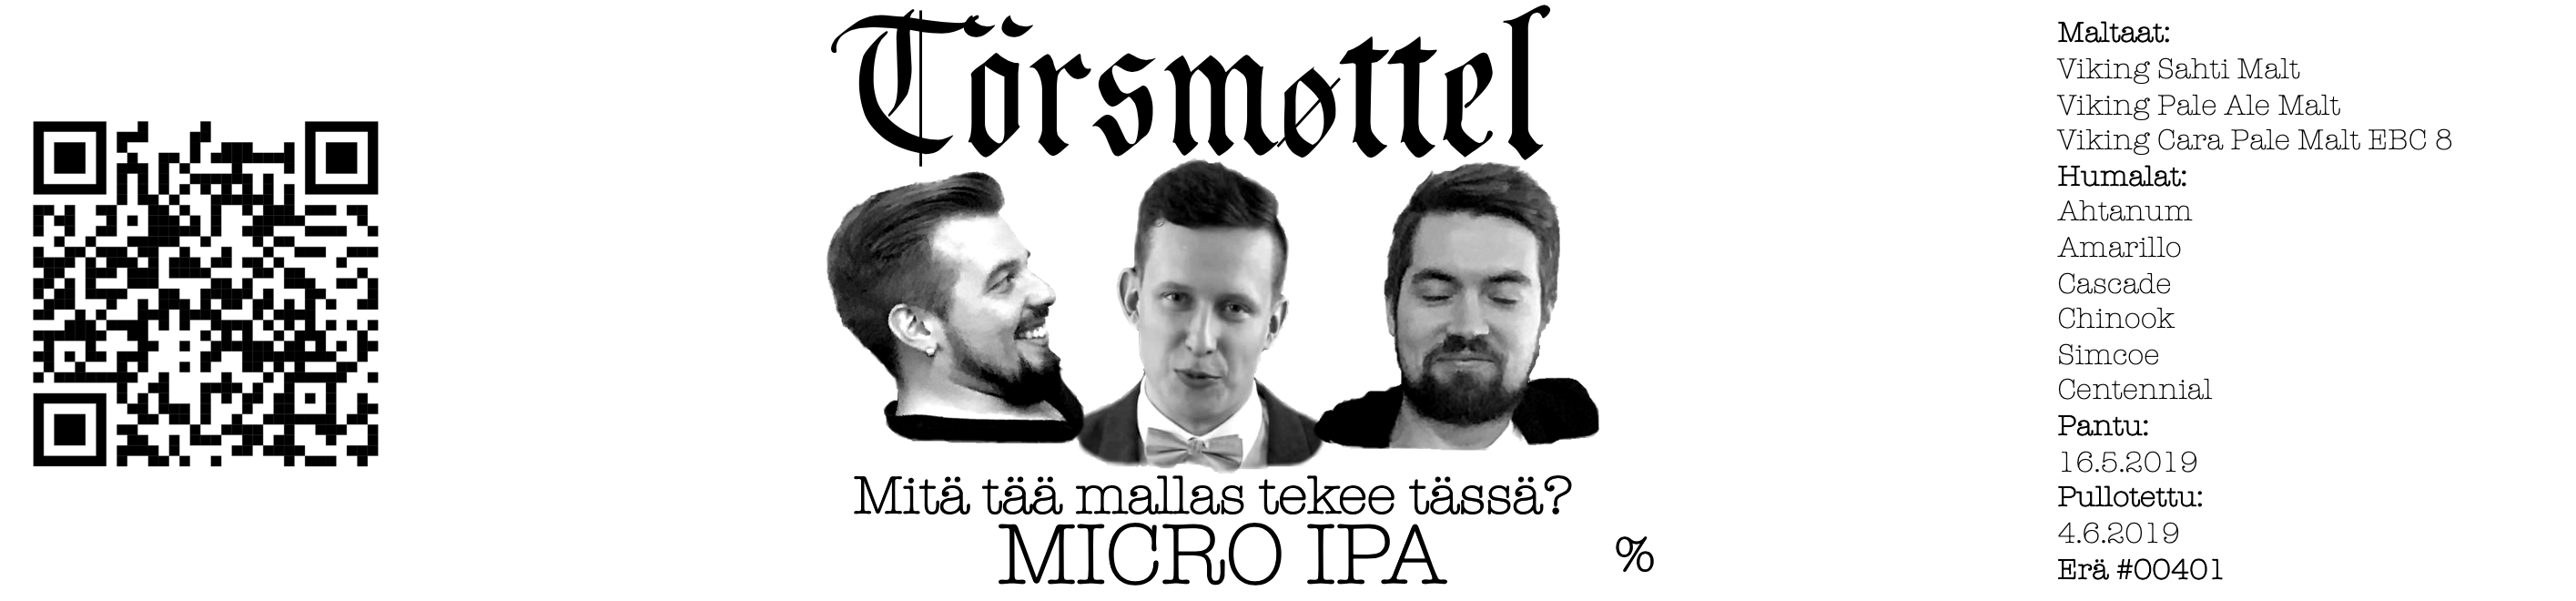 Törsmøttel
Mitä tää mallas tekee tässä?
MICRO IPA
%
Maltaat:
Viking Sahti Malt
Viking Pale Ale Malt
Viking Cara Pale Malt EBC 8
Humalat:
Ahtanum
Amarillo
Cascade
Chinook
Simcoe
Centennial
Pantu:
16.5.2019
Pullotettu:
4.6.2019
Erä #00401